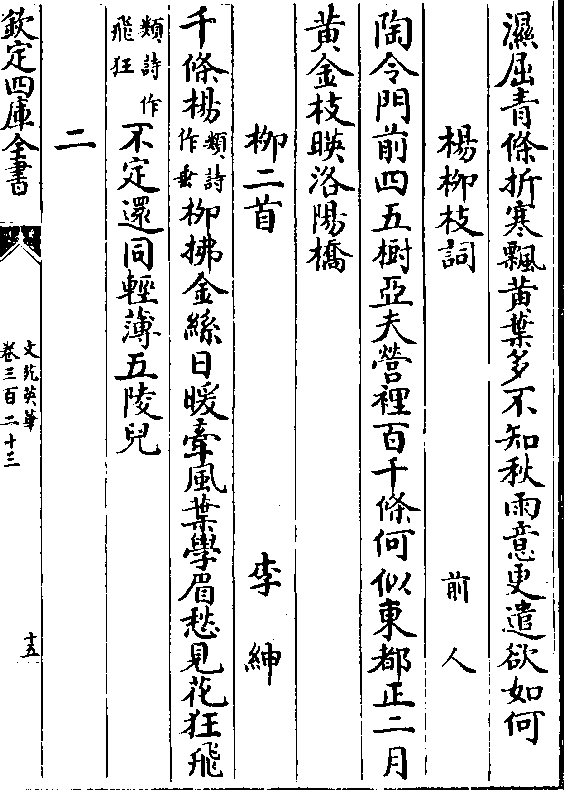 濕屈青條折寒飄黄葉多不知秋雨意更遣欲如何
楊柳枝詞 前人
陶令門前四五樹亞夫營裡百千條何似東都正二月
黄金枝暎洛陽橋
柳二首 李紳
千條楊類詩作垂柳拂金絲日暖牽風葉學眉愁見花狂飛
類詩作飛狂不定還同輕薄五陵兒
二
欽定四庫全書
文苑英華
卷三百二十三
十五